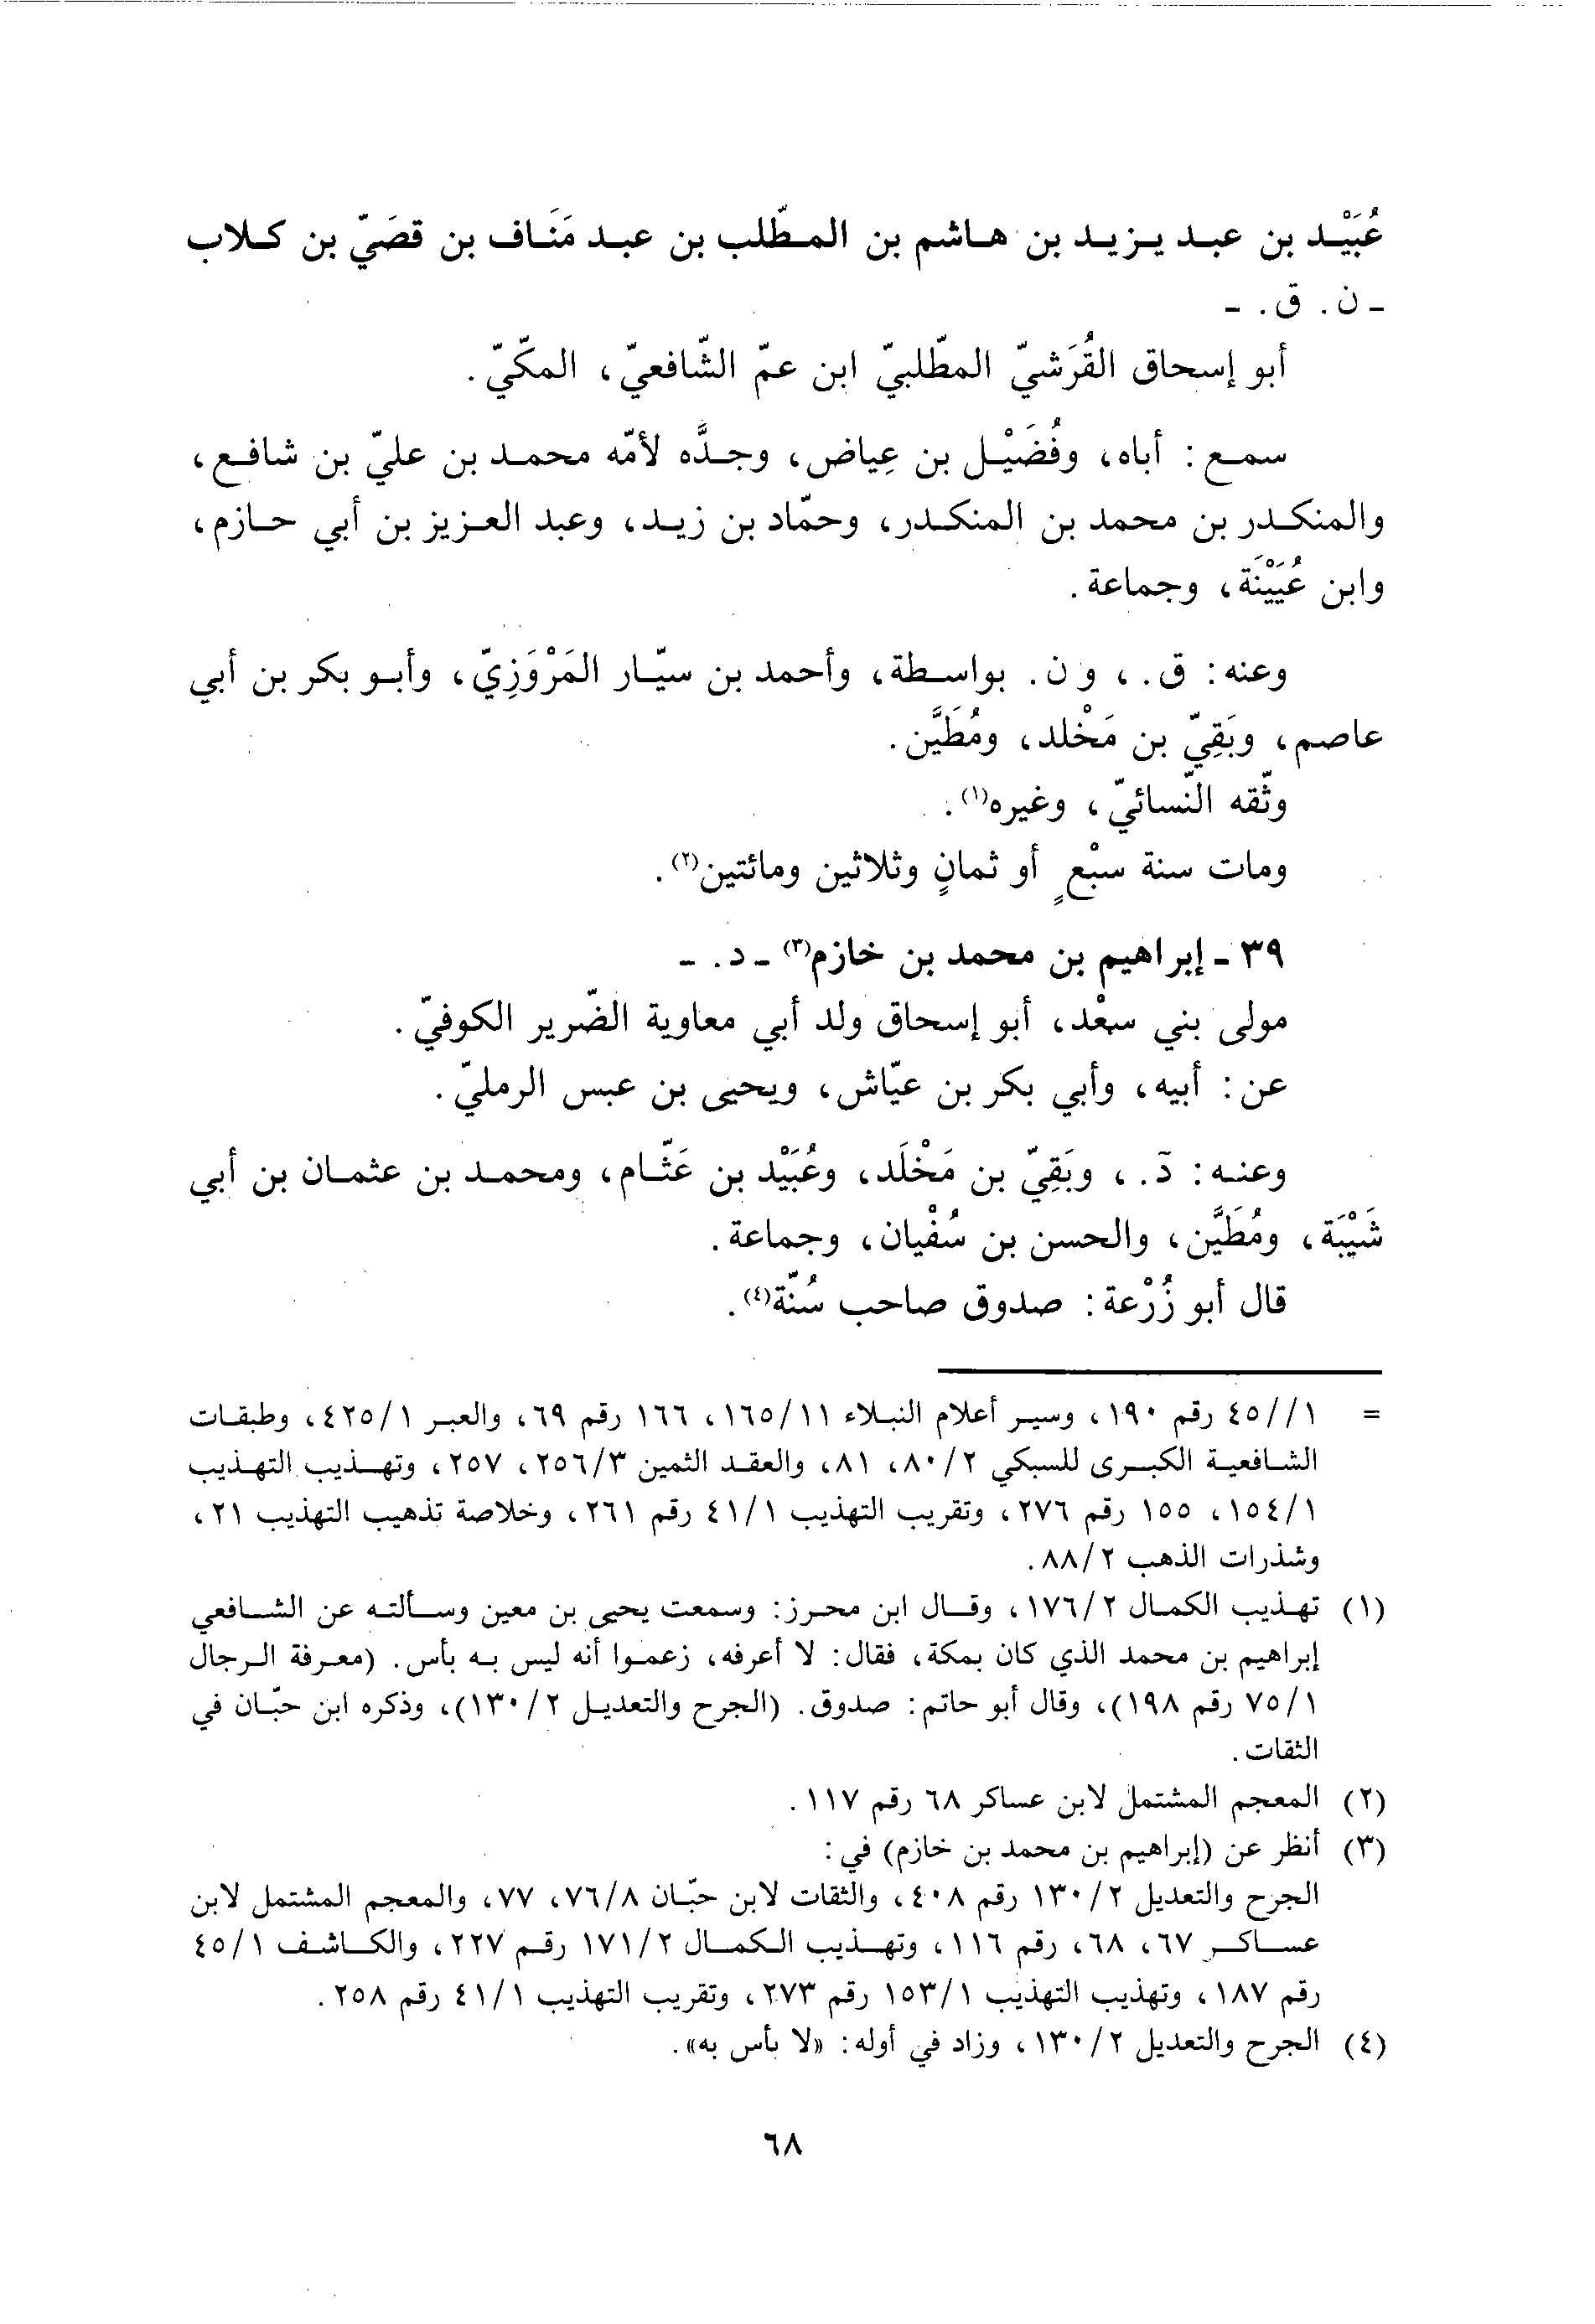 عُبَيْد بن عبد يزيد بن هاشم بن المطّلب بن عبد مَنَاف بن قصَيّ بن كلاب
- ن. ق. -
أبو إسحاق القُرَشيّ المطّلبيّ ابن عمّ الشّافعيّ، المكّيّ.
سمع: أباه، وفُضَيْل بن عِياض، وجدَّه لأمّه محمد بن عليّ بن شافع،
والمنكدر بن محمد بن المنكدر، وحمّاد بن زيد، وعبد العزيز بن أبي حازم،
وابن عُيَيْنَة، وجماعة.
وعنه: ق.، و ن. بواسطة، وأحمد بن سيّار المَرْوَزِيّ، وأبو بكر بن أبي
عاصم، وبَقِيّ بن مَخْلد، ومُطَيَّن.
وثّقه النّسائيّ، وغيره(١).
ومات سنة سبْعٍ أو ثمانٍ وثلاثين ومائتين(٢).
٣٩ - إبراهيم بن محمد بن خازم(٣) - د. -
مولى بني سعْد، أبو إسحاق ولد أبي معاوية الضّرير الكوفيّ.
عن: أبيه، وأبي بكر بن عيّاش، ويحيى بن عبس الرمليّ.
وعنه: د.، وبَقِيّ بن مَخْلَد، وعُبَيْد بن غَنّام، ومحمد بن عثمان بن أبي
شَيْبَة، ومُطَيَّن، والحسن بن سُفْيان، وجماعة.
قال أبو زُرْعة: صدوق صاحب سُنّة(٤).
= ١//٤٥ رقم ١٩٠، وسير أعلام النبلاء ١١/١٦٥، ١٦٦ رقم ٦٩، والعبر ١/٤٢٥، وطبقات
الشافعية الكبرى للسبكي ٢/٨٠، ٨١، والعقد الثمين ٣/٢٥٦، ٢٥٧، وتهذيب التهذيب
١/١٥٤، ١٥٥ رقم ٢٧٦، وتقريب التهذيب ١/٤١ رقم ٢٦١، وخلاصة تذهيب التهذيب ٢١،
وشذرات الذهب ٢/٨٨.
(١) تهذيب الكمال ٢/١٧٦، وقال ابن محرز: وسمعت يحيى بن معين وسألته عن الشافعي
إبراهيم بن محمد الذي كان بمكة، فقال: لا أعرفه، زعموا أنه ليس به بأس. (معرفة الرجال
١/٧٥ رقم ١٩٨)، وقال أبو حاتم: صدوق. (الجرح والتعديل ٢/١٣٠)، وذكره ابن حبّان في
الثقات.
(٢) المعجم المشتمل لابن عساكر ٦٨ رقم ١١٧.
(٣) أنظر عن (إبراهيم بن محمد بن خازم) في:
الجرح والتعديل ٢/١٣٠ رقم ٤٠٨، والثقات لابن حبّان ٨/٧٦، ٧٧، والمعجم المشتمل لابن
عساكر ٦٧، ٦٨، رقم ١١٦، وتهذيب الكمال ٢/١٧١ رقم ٢٢٧، والكاشف ١/٤٥
رقم ١٨٧، وتهذيب التهذيب ١/١٥٣ رقم ٢٧٣، وتقريب التهذيب ١/٤١ رقم ٢٥٨.
(٤) الجرح والتعديل ٢/١٣٠، وزاد في أوله: «لا بأس به».
٦٨